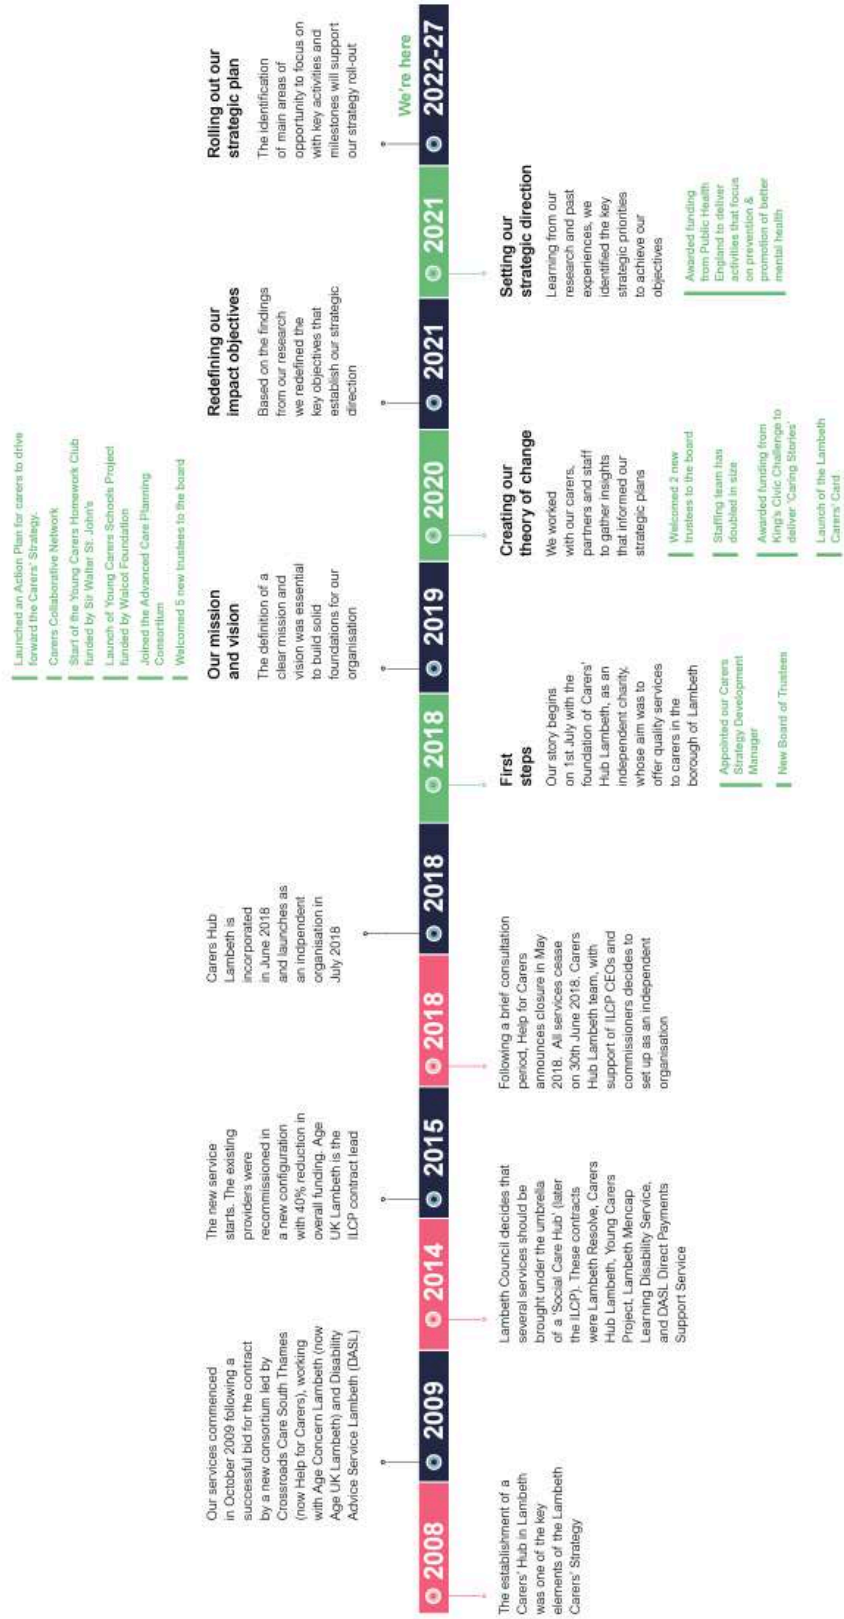 2008
The establishment of a
Carers' Hub in Lambeth
was one of the key
elements of the Lambeth
Carers' Strategy
2009
Our services commenced
in October 2009 following a
successful bid for the contract
by a new consortium led by
Crossroads Care South Thames
(now Help for Carers), working
with Age Concern Lambeth (now
Age UK Lambeth) and Disability
Advice Service Lambeth (DASL)
2014
Lambeth Council decides that
several services should be
brought under the umbrella
of a 'Social Care Hub' (later
the ILCP). These contracts
were Lambeth Resolve, Carers
Hub Lambeth, Young Carers
Project, Lambeth Mencap
Learning Disability Service,
and DASL Direct Payments
Support Service
2015
The new service
starts. The existing
providers were
recommissioned in
a new configuration
with 40% reduction in
overall funding. Age
UK Lambeth is the
ILCP contract lead
2018
Following a brief consultation
period, Help for Carers
announces closure in May
2018. All services cease
on 30th June 2018. Carers
Hub Lambeth team, with
support of ILCP CEOs and
commissioners decides to
set up as an independent
organisation
2018
Carers Hub
Lambeth is
incorporated
in June 2018
and launches as
an indpendent
organisation in
July 2018
2018
First
steps
Our story begins
on 1st July with the
foundation of Carers'
Hub Lambeth, as an
independent charity,
whose aim was to
offer quality services
to carers in the
borough of Lambeth
Appointed our Carers
Strategy Development
Manager
New Board of Trustees
2019
Launched an Action Plan for carers to drive
forward the Carers' Strategy.
Carers Collaborative Network
Start of the Young Carers Homework Club
funded by Sir Walter St. John's
Launch of Young Carers Schools Project
funded by Walcot Foundation
Joined the Advanced Care Planning
Consortium
Welcomed 5 new trustees to the board
Our mission
and vision
The definition of a
clear mission and
vision was essential
to build solid
foundations for our
organisation
2020
Creating our
theory of change
We worked
with our carers,
partners and staff
to gather insights
that informed our
strategic plans
Welcomed 2 new
trustees to the board
Staffing team has
doubled in size
Awarded funding from
King's Civic Challenge to
deliver 'Caring Stories'
Launch of the Lambeth
Carers' Card
2021
Redefining our
impact objectives
Based on the findings
from our research
we redefined the
key objectives that
establish our strategic
direction
2021
Setting our
strategic direction
Learning from our
research and past
experiences, we
identified the key
strategic priorities
to achieve our
objectives
Awarded funding
from Public Health
England to deliver
activities that focus
on prevention &
promotion of better
mental health
2022-27
We're here
Rolling out our
strategic plan
The identification
of main areas of
opportunity to focus on
with key activities and
milestones will support
our strategy roll-out